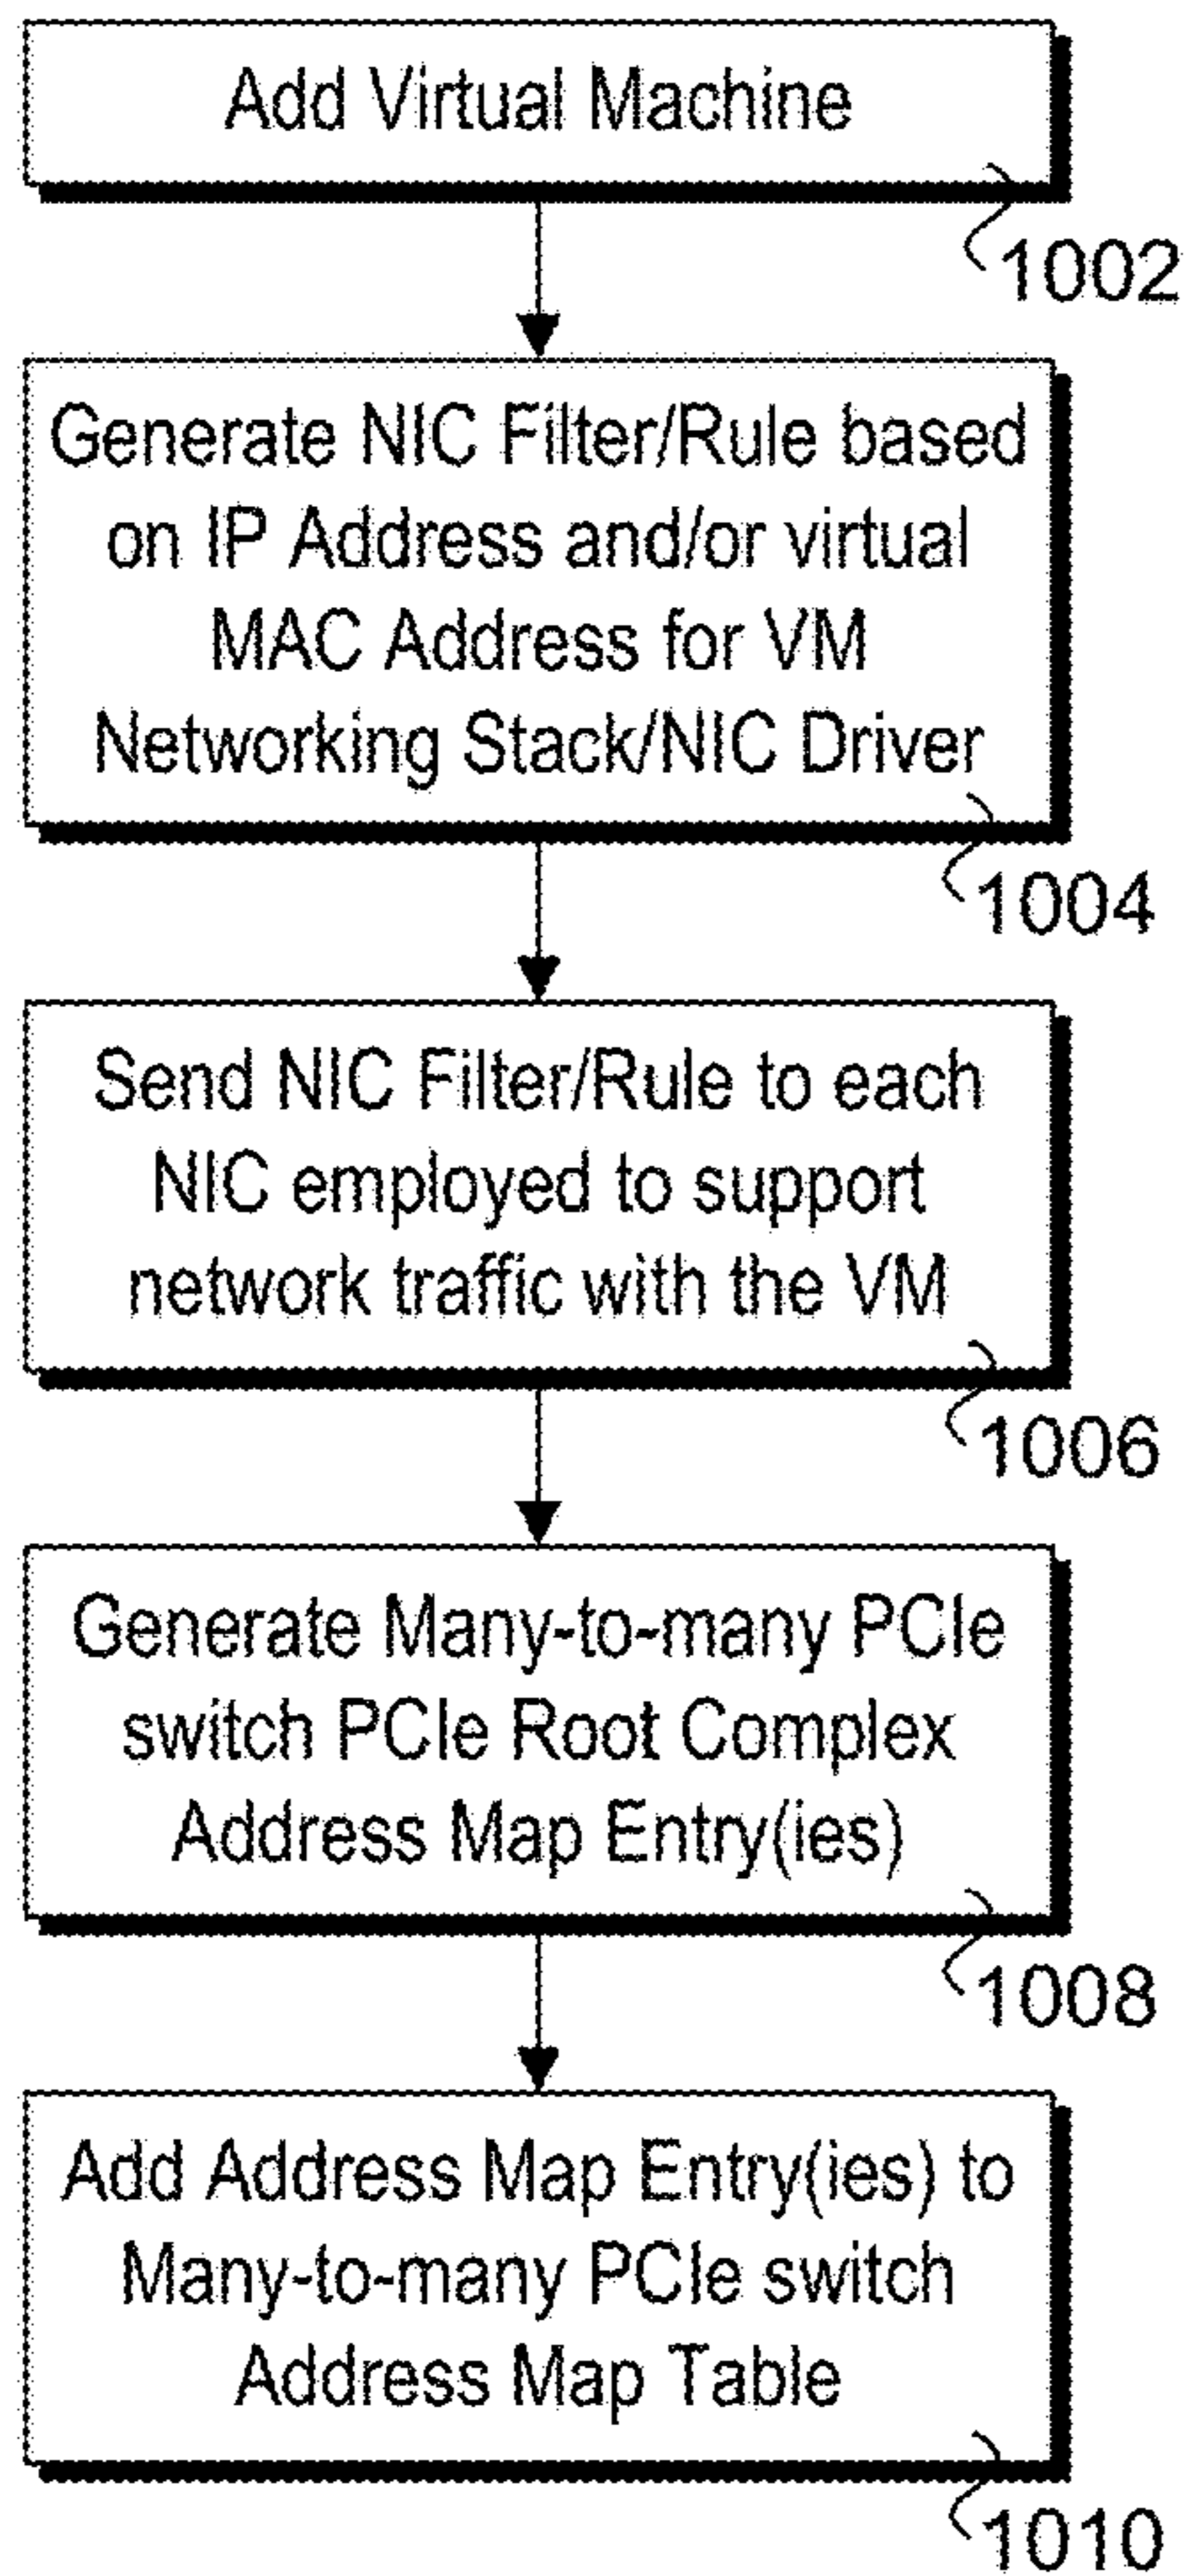 Add Virtual Machine
1002
Generate NIC Filter/Rule based
on IP Address and/or virtual
MAC Address for VM
Networking Stack/NIC Driver
1004
Send NIC Filter/Rule to each
NIC employed to support
network traffic with the VM
1006
Generate Many-to-many PCIe
switch PCIe Root Complex
Address Map Entry(ies)
1008
Add Address Map Entry(ies) to
Many-to-many PCIe switch
Address Map Table
1010